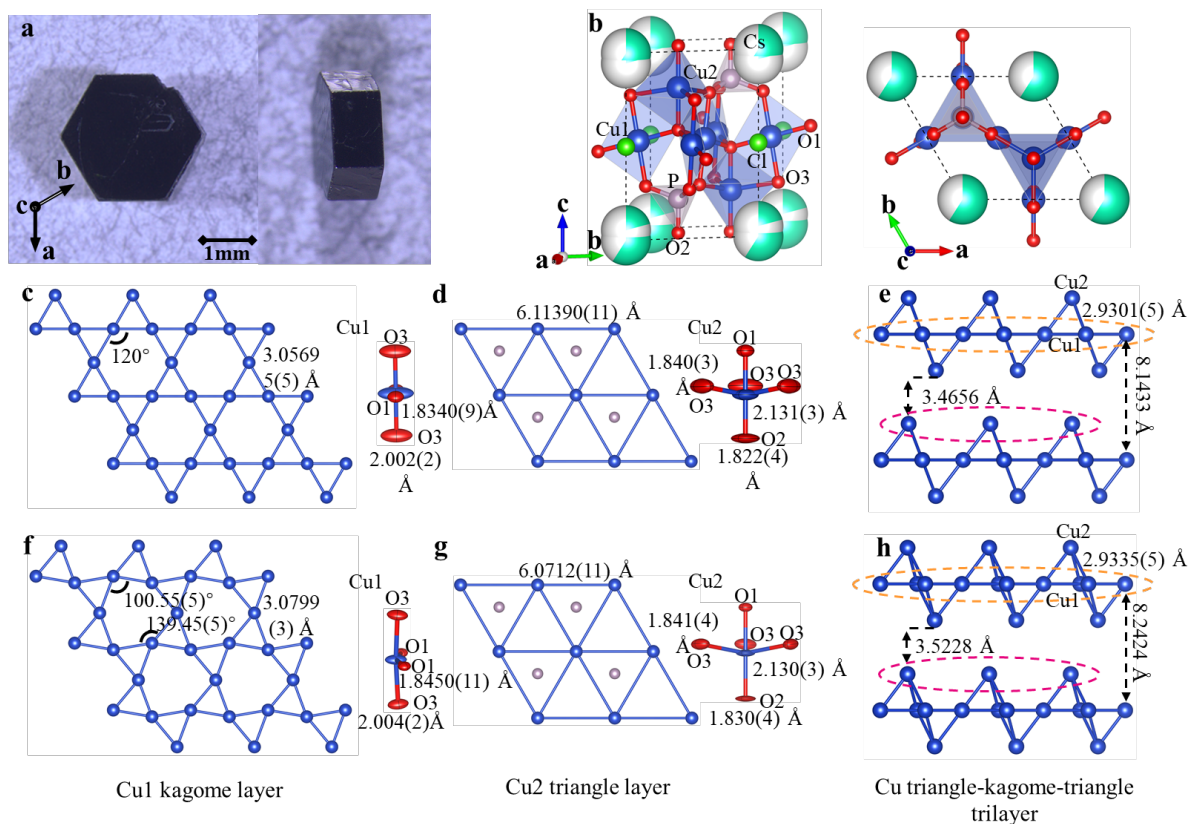 a
b
c
a
1mm
b
Cs
Cu2
Cu1
Cl
O1
P
O3
O2
c
b
a
b
c
a
c
120°
3.0569
5(5) Å
Cu1
O3
O1
1.8340(9)Å
O3
2.002(2)
Å
d
6.11390(11) Å
Cu2
O1
1.840(3)
Å
O3
O3
O3
2.131(3) Å
O2
1.822(4)
Å
e
Cu2
2.9301(5) Å
Cu1
3.4656 Å
8.1433 Å
f
100.55(5)°
139.45(5)°
3.0799
(3) Å
Cu1
O3
O1
O1
1.8450(11) Å
O3
2.004(2)Å
g
6.0712(11) Å
Cu2
O1
1.841(4)
Å
O3
O3
O3
2.130(3) Å
O2
1.830(4) Å
h
Cu2
2.9335(5) Å
Cu1
3.5228 Å
8.2424 Å
Cu1 kagome layer
Cu2 triangle layer
Cu triangle-kagome-triangle
trilayer